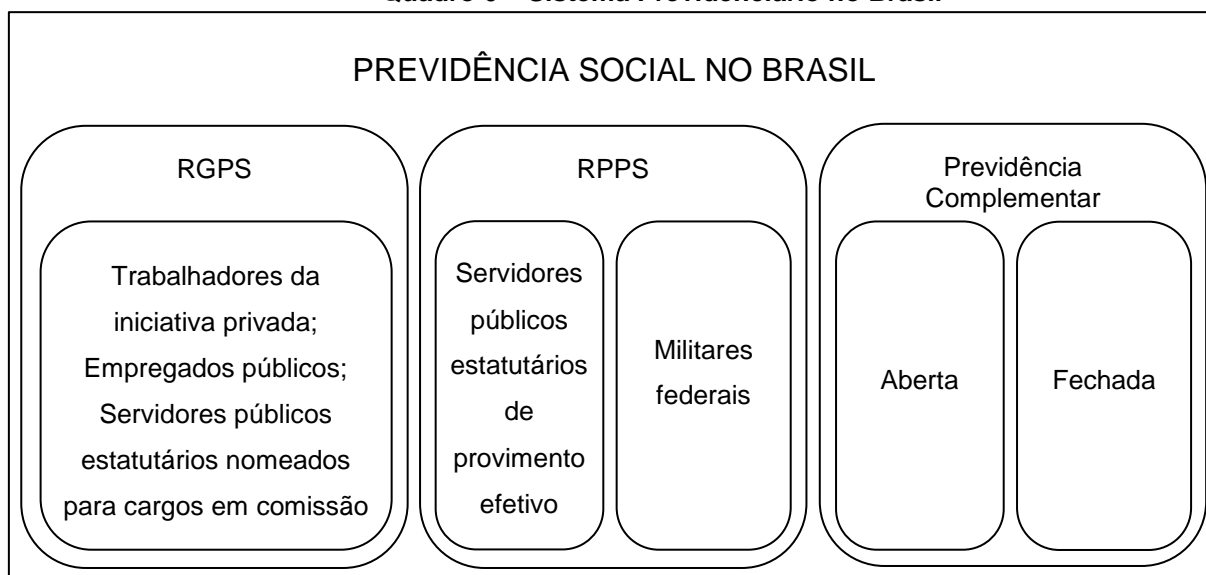 PREVIDÊNCIA SOCIAL NO BRASIL
RGPS
Trabalhadores da
iniciativa privada;
Empregados públicos;
Servidores públicos
estatutários nomeados
para cargos em comissão
RPPS
Servidores
públicos
estatutários
de
provimento
efetivo
Militares
federais
Previdência
Complementar
Aberta
Fechada